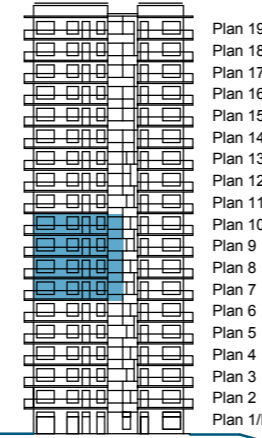 Plan 19
Plan 18
Plan 17
Plan 16
Plan 15
Plan 14
Plan 13
Plan 12
Plan 11
Plan 10
Plan 9
Plan 8
Plan 7
Plan 6
Plan 5
Plan 4
Plan 3
Plan 2
Plan 1/